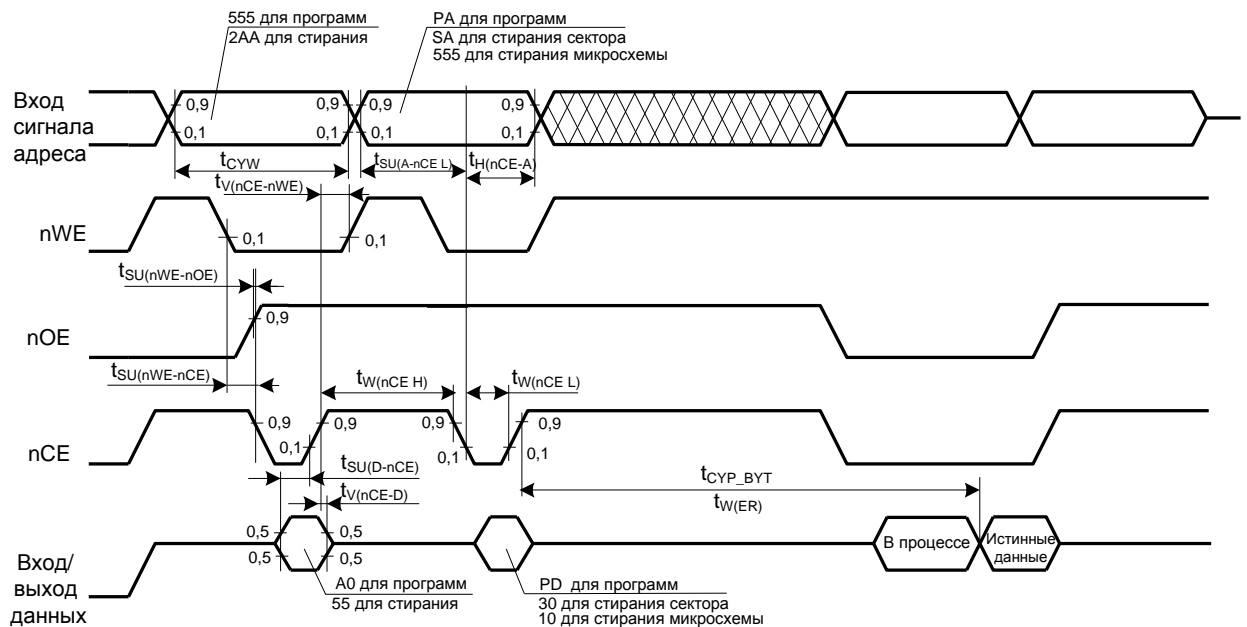 555 для программ
2AA для стирания
PA для программ
SA для стирания сектора
555 для стирания микросхемы
Вход
сигнала
адреса
0,9
0,9
0,9
0,9
0,1
0,1
0,1
0,1
tCYW
tSU(A-nCE L)
tH(nCE-A)
tV(nCE-nWE)
nWE
0,1
0,1
tSU(nWE-nOE)
nOE
0,9
tSU(nWE-nCE)
tW(nCE H)
tW(nCE L)
nCE
0,9
0,9
0,9
0,9
0,1
0,1
0,1
tSU(D-nCE)
tCYP_BYT
tV(nCE-D)
tW(ER)
0,5
0,5
0,5
0,5
Вход/
выход
данных
В процессе
Истинные
данные
A0 для программ
55 для стирания
PD для программ
30 для стирания сектора
10 для стирания микросхемы